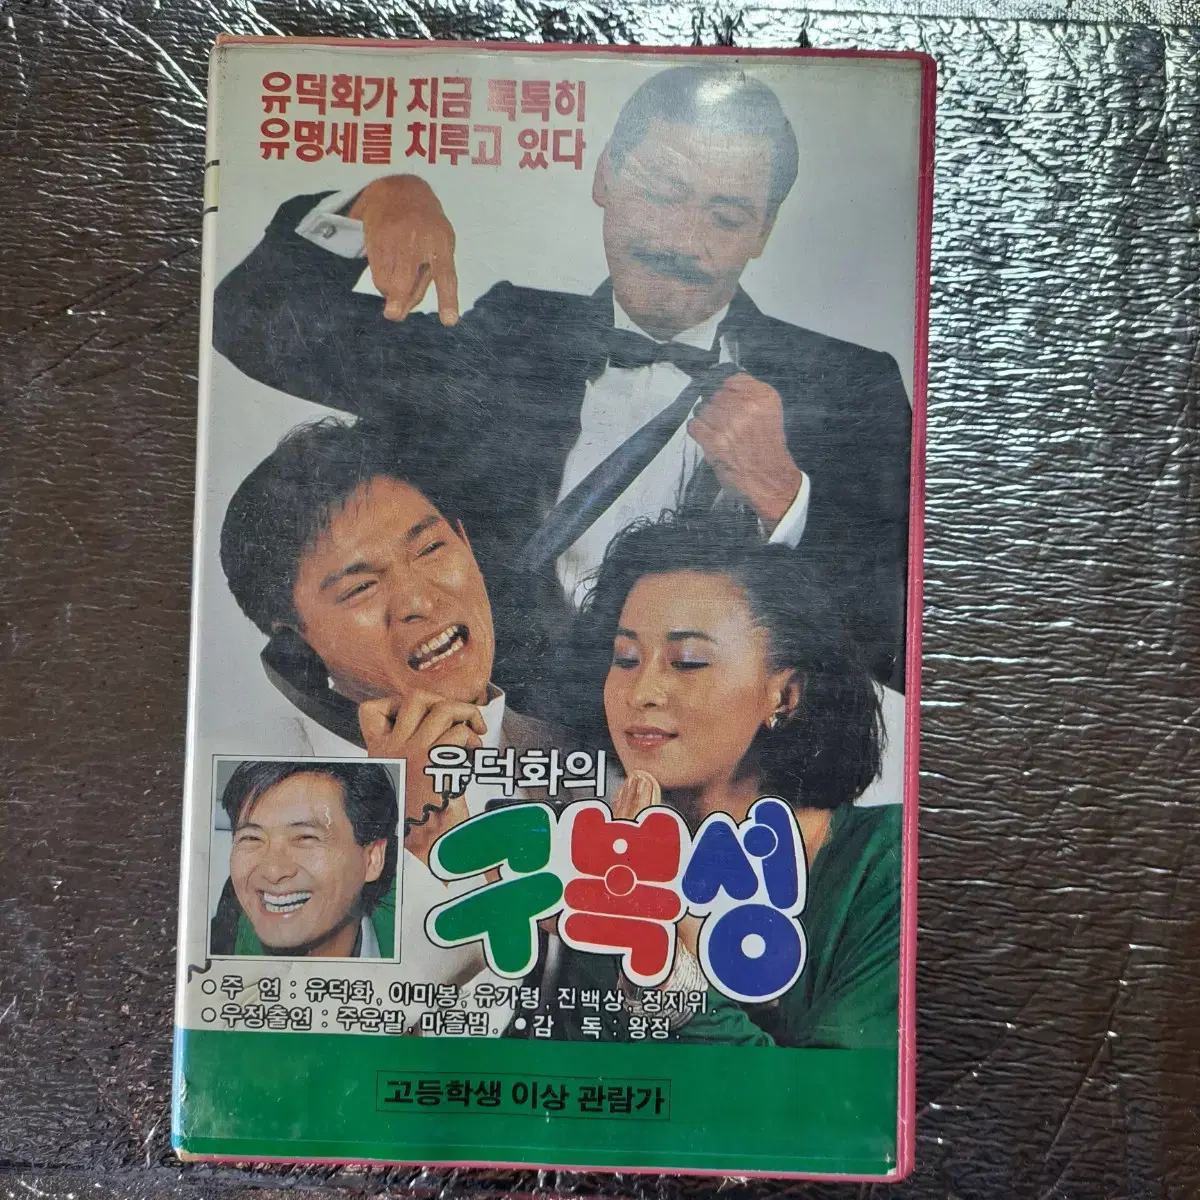 유덕화가 지금 톡톡히
유명세를 치루고 있다
유덕화의
구복성
●주 연 : 유덕화, 이미봉, 유가령, 진백상, 정지위.
●우정출연 : 주윤발, 마졸범. ●감 독 : 왕정.
고등학생 이상 관람가